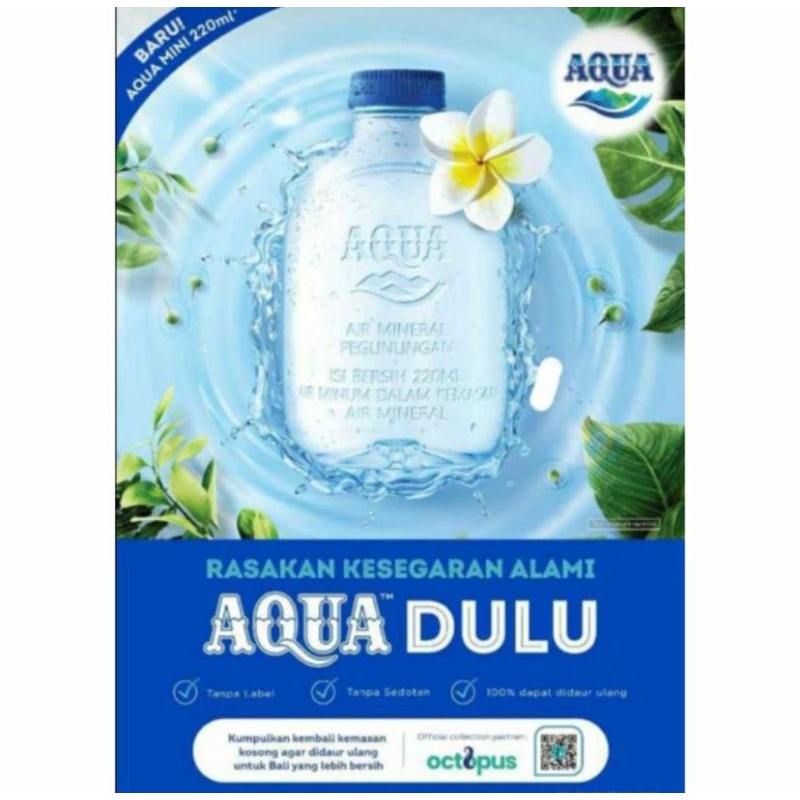 BARU!
AQUA MINI 220ml*
AQUA
AQUA
AIR MINERAL
PEGUNUNGAN
ISI BERSIH 220ML
AIR MINUM DALAM KEMASAN
AIR MINERAL
RASAKAN KESEGARAN ALAMI
AQUA™ DULU
Tanpa Label
Tanpa Sedotan
100% dapat didaur ulang
Kumpulkan kembali kemasan
kosong agar didaur ulang
untuk Bali yang lebih bersih
Official collection partner:
octopus